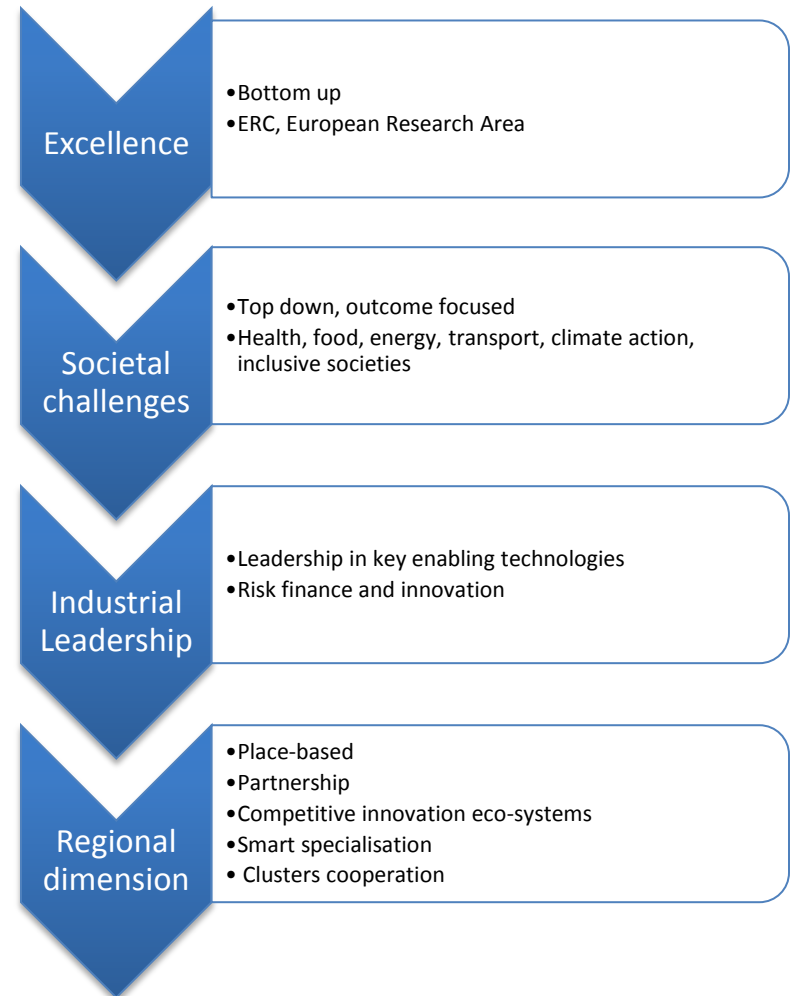 Excellence
•Bottom up
•ERC, European Research Area
Societal
challenges
•Top down, outcome focused
•Health, food, energy, transport, climate action,
inclusive societies
Industrial
Leadership
•Leadership in key enabling technologies
•Risk finance and innovation
Regional
dimension
•Place-based
•Partnership
•Competitive innovation eco-systems
•Smart specialisation
• Clusters cooperation